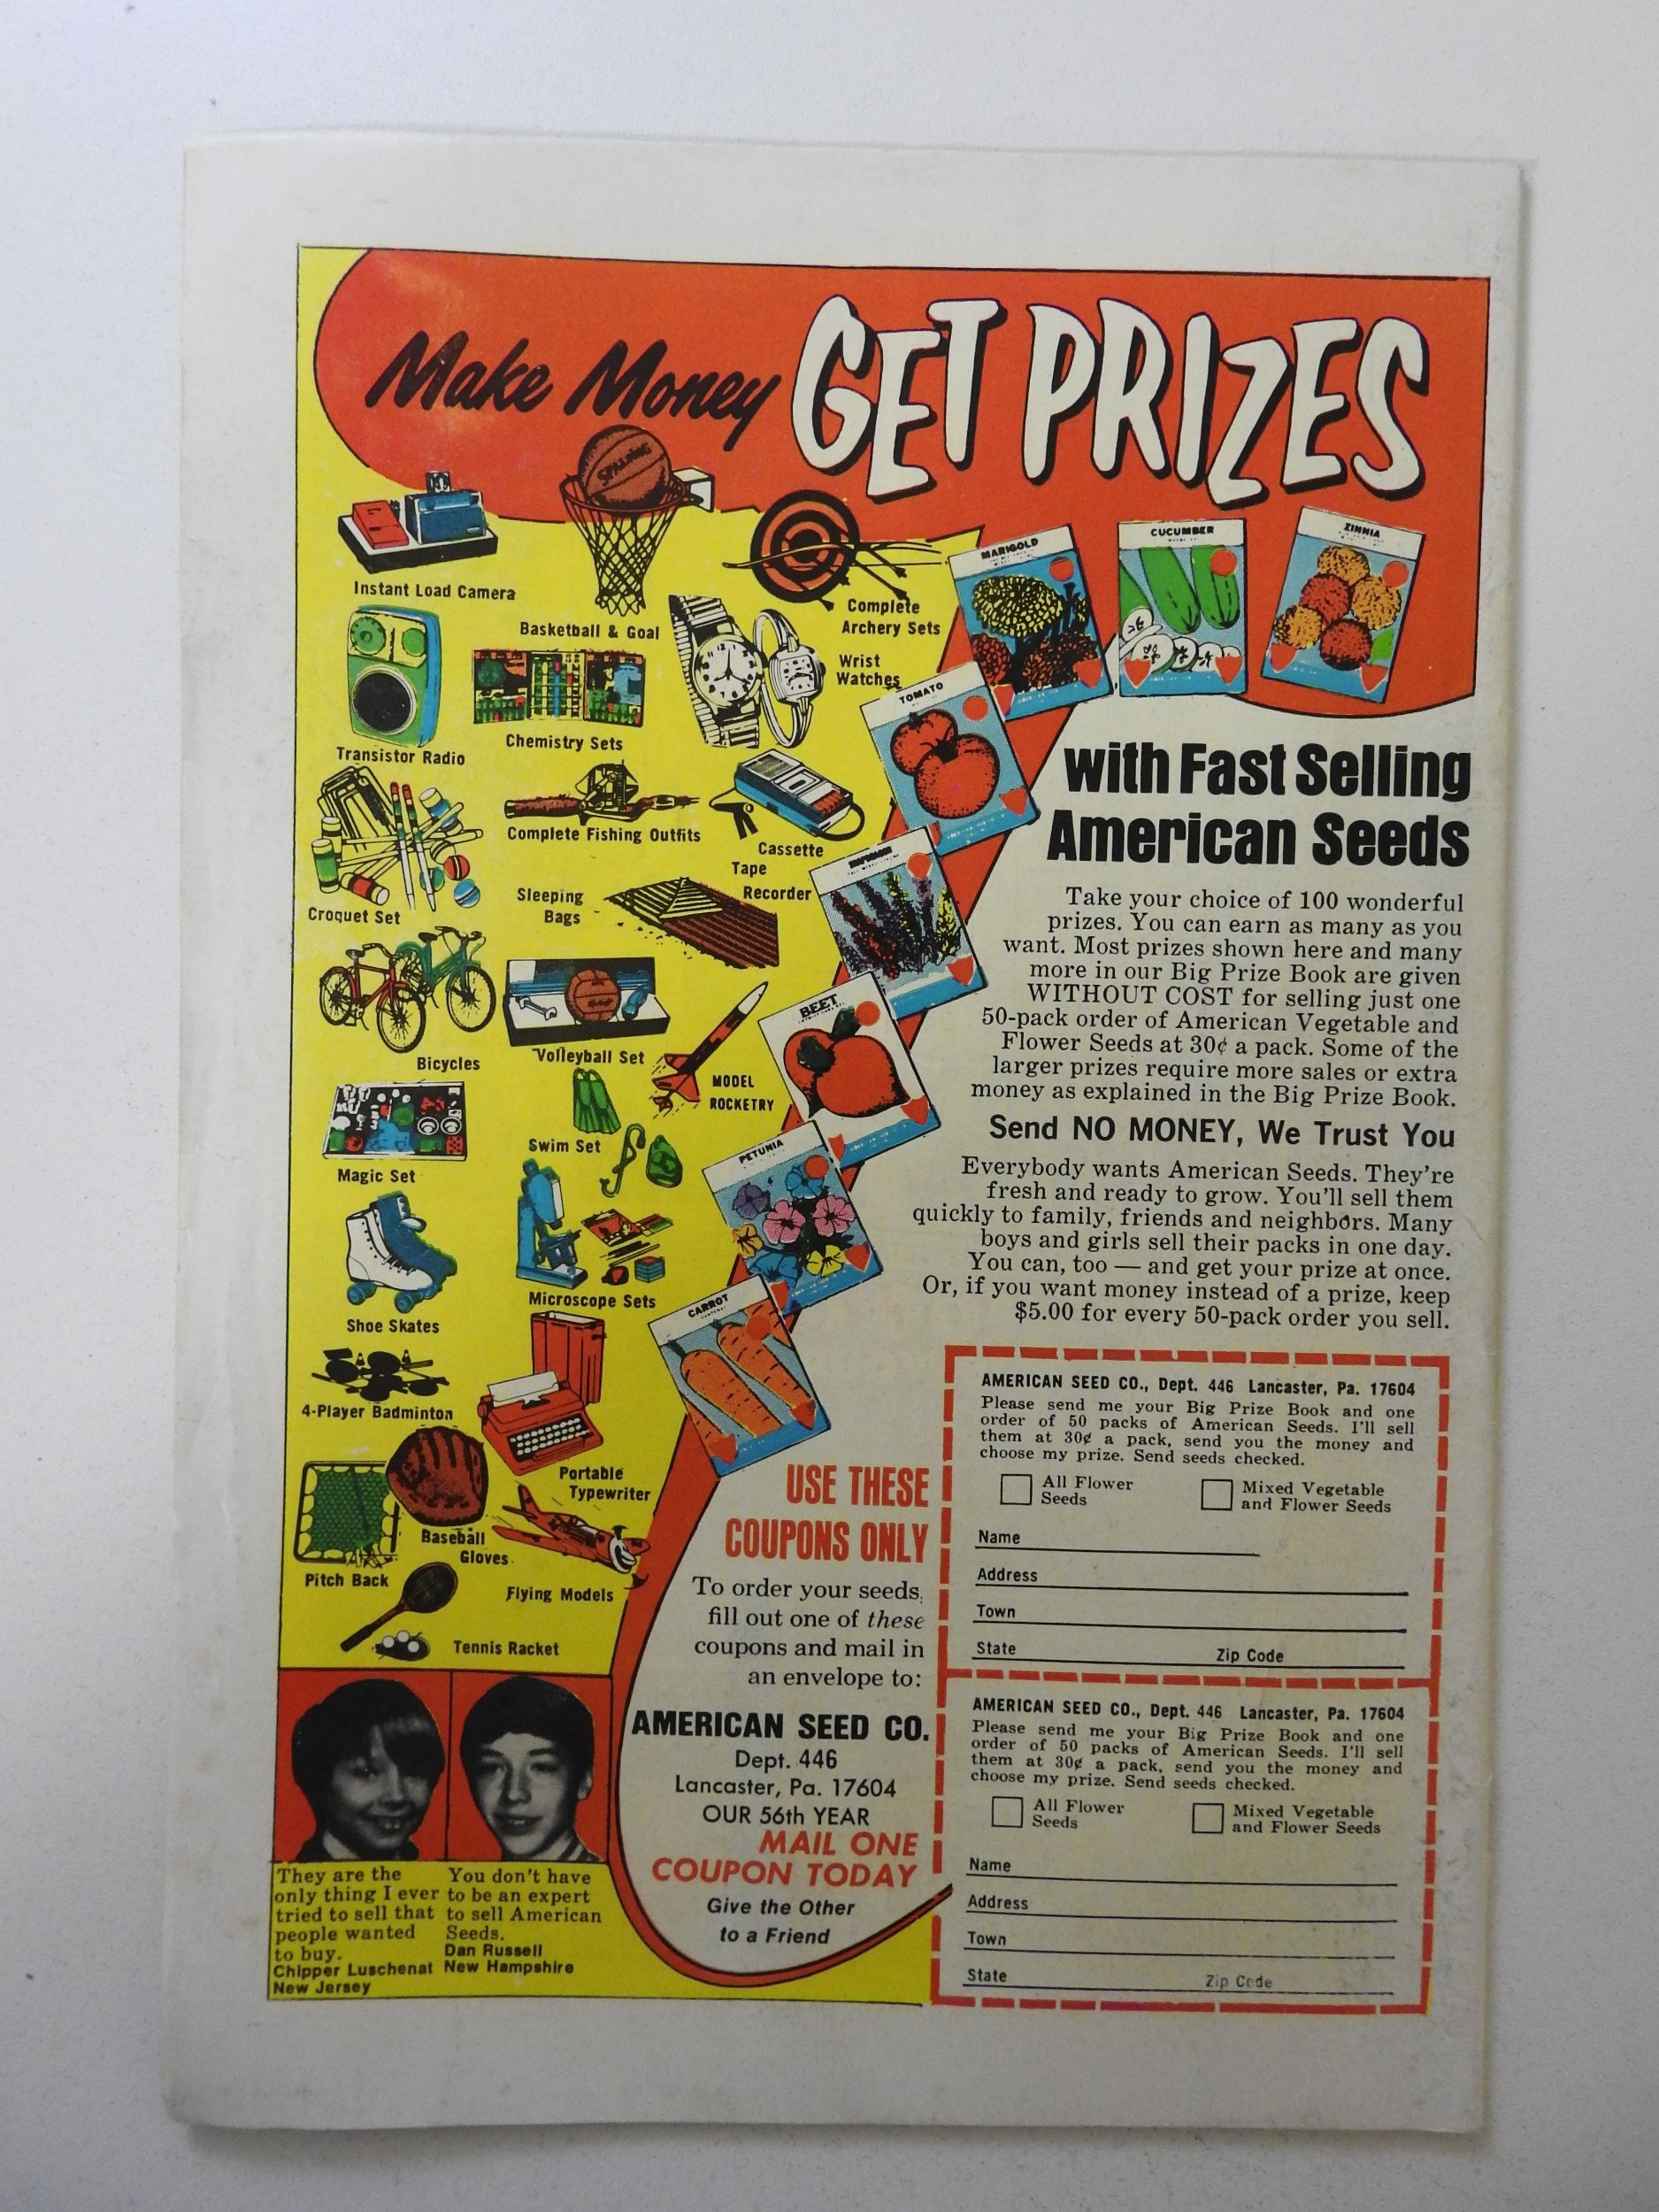 Make Money GET PRIZES
SPALDING
Instant Load Camera
Basketball & Goal
Complete
Archery Sets
Wrist
Watches
Transistor Radio
Chemistry Sets
Complete Fishing Outfits
Cassette
Tape
Recorder
Croquet Set
Sleeping
Bags
Bicycles
Volleyball Set
MODEL
ROCKETRY
Magic Set
Swim Set
Shoe Skates
Microscope Sets
4-Player Badminton
Portable
Typewriter
Baseball
Gloves
Pitch Back
Flying Models
Tennis Racket
MARIGOLD
CUCUMBER
ZINNIA
TOMATO
BEET
PETUNIA
CARROT
with Fast Selling
American Seeds
Take your choice of 100 wonderful
prizes. You can earn as many as you
want. Most prizes shown here and many
more in our Big Prize Book are given
WITHOUT COST for selling just one
50-pack order of American Vegetable and
Flower Seeds at 30¢ a pack. Some of the
larger prizes require more sales or extra
money as explained in the Big Prize Book.
Send NO MONEY, We Trust You
Everybody wants American Seeds. They're
fresh and ready to grow. You'll sell them
quickly to family, friends and neighbors. Many
boys and girls sell their packs in one day.
You can, too — and get your prize at once.
Or, if you want money instead of a prize, keep
$5.00 for every 50-pack order you sell.
USE THESE
COUPONS ONLY
To order your seeds,
fill out one of these
coupons and mail in
an envelope to:
AMERICAN SEED CO.
Dept. 446
Lancaster, Pa. 17604
OUR 56th YEAR
MAIL ONE
COUPON TODAY
Give the Other
to a Friend
AMERICAN SEED CO., Dept. 446 Lancaster, Pa. 17604
Please send me your Big Prize Book and one
order of 50 packs of American Seeds. I'll sell
them at 30¢ a pack, send you the money and
choose my prize. Send seeds checked.
All Flower
Seeds
Mixed Vegetable
and Flower Seeds
Name
Address
Town
State Zip Code
AMERICAN SEED CO., Dept. 446 Lancaster, Pa. 17604
Please send me your Big Prize Book and one
order of 50 packs of American Seeds. I'll sell
them at 30¢ a pack, send you the money and
choose my prize. Send seeds checked.
All Flower
Seeds
Mixed Vegetable
and Flower Seeds
Name
Address
Town
State Zip Code
They are the
only thing I ever
tried to sell that
people wanted
to buy.
Chipper Luschenat
New Jersey
You don't have
to be an expert
to sell American
Seeds.
Dan Russell
New Hampshire